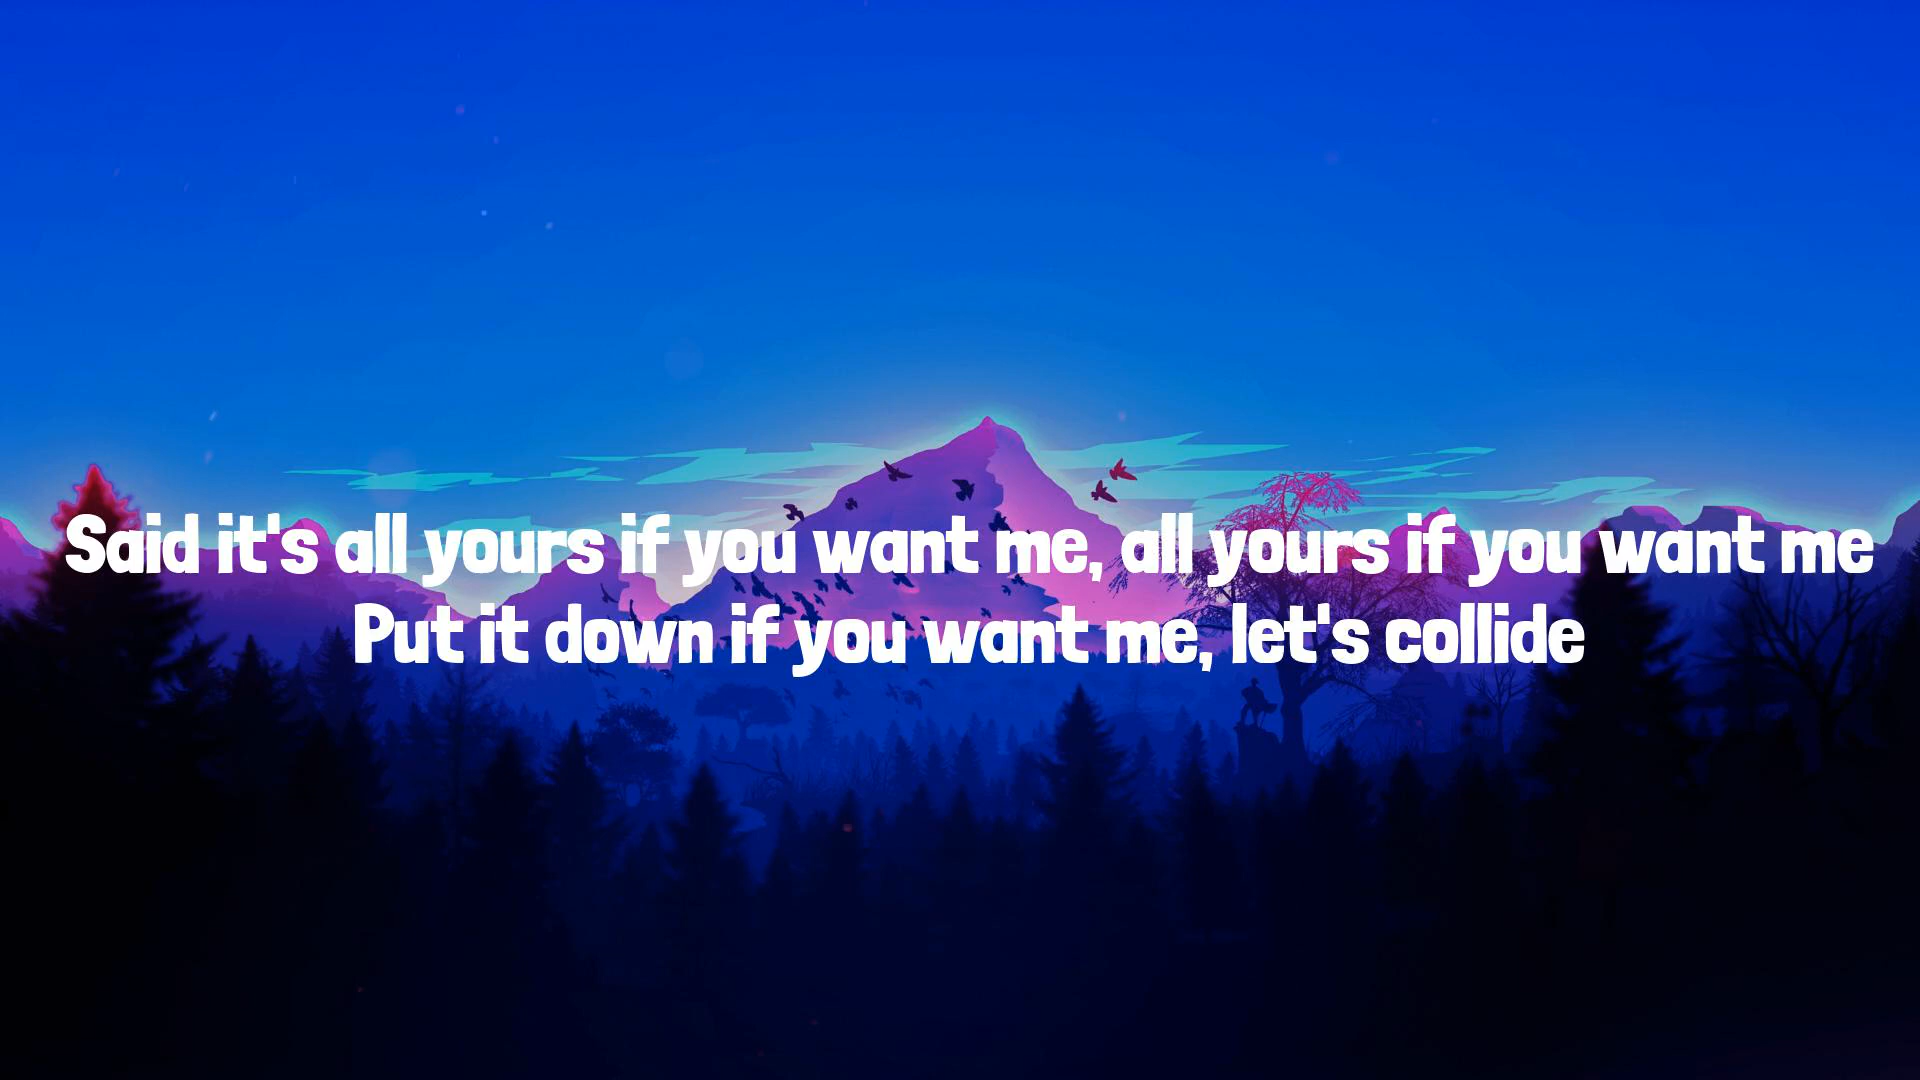 Said it's all yours if you want me, all yours if you want me
Put it down if you want me, let's collide